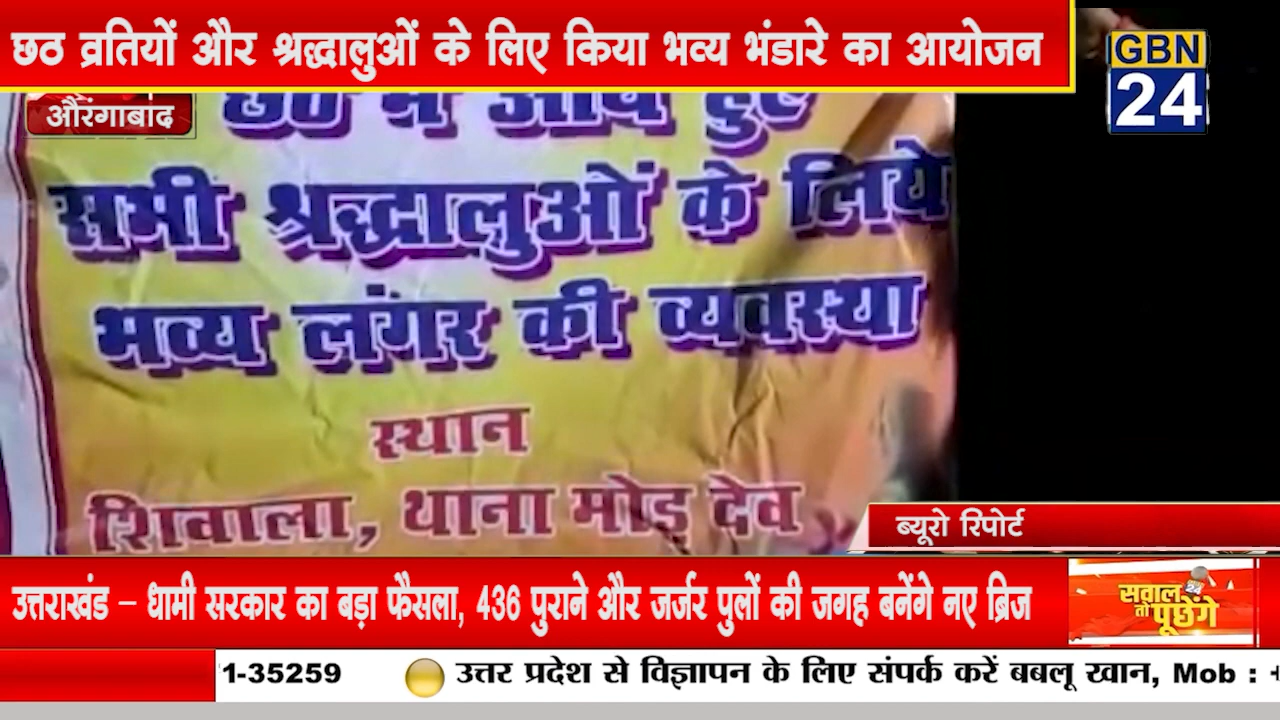 छठ व्रतियों और श्रद्धालुओं के लिए किया भव्य भंडारे का आयोजन
GBN
24
औरंगाबाद
छठ में आये हुए
सभी श्रद्धालुओं के लिये
भव्य लंगर की व्यवस्था
स्थान
शिवाला, थाना मोड़ देव
ब्यूरो रिपोर्ट
उत्तराखंड – धामी सरकार का बड़ा फैसला, 436 पुराने और जर्जर पुलों की जगह बनेंगे नए ब्रिज
सवाल
तो पूछेंगे
1-35259 उत्तर प्रदेश से विज्ञापन के लिए संपर्क करें बबलू खान, Mob : +